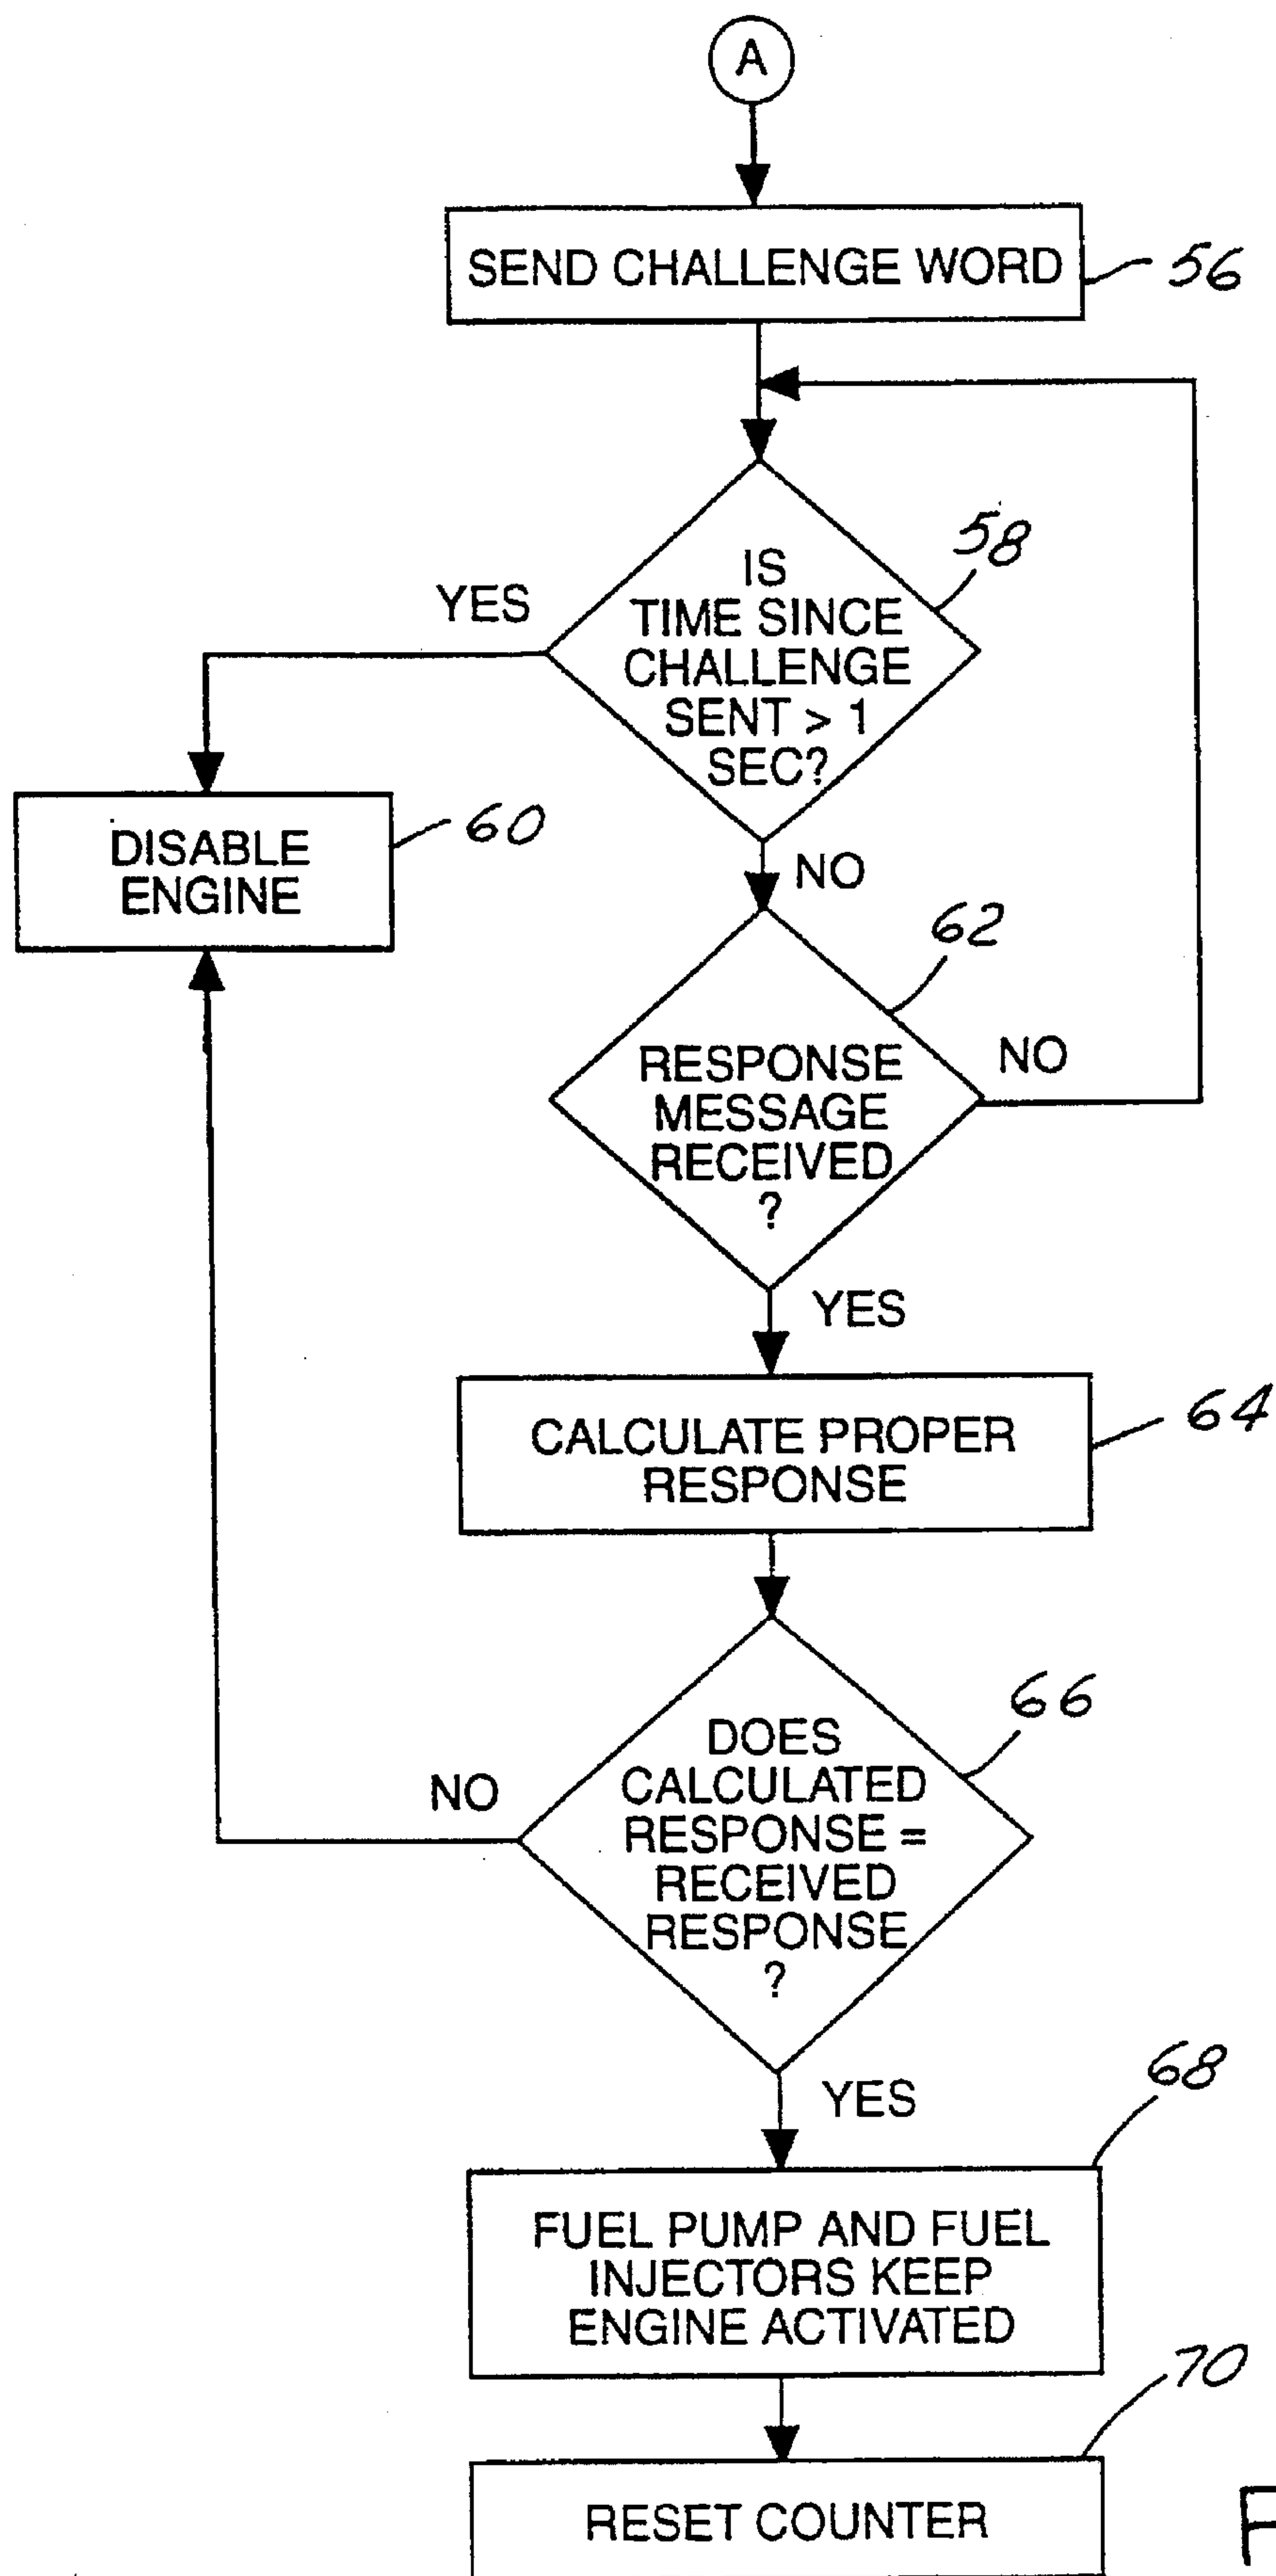 A
SEND CHALLENGE WORD
56
IS
TIME SINCE
CHALLENGE
SENT > 1
SEC?
58
YES
DISABLE
ENGINE
60
NO
RESPONSE
MESSAGE
RECEIVED
?
62
NO
YES
CALCULATE PROPER
RESPONSE
64
DOES
CALCULATED
RESPONSE =
RECEIVED
RESPONSE
?
66
NO
YES
FUEL PUMP AND FUEL
INJECTORS KEEP
ENGINE ACTIVATED
68
RESET COUNTER
70